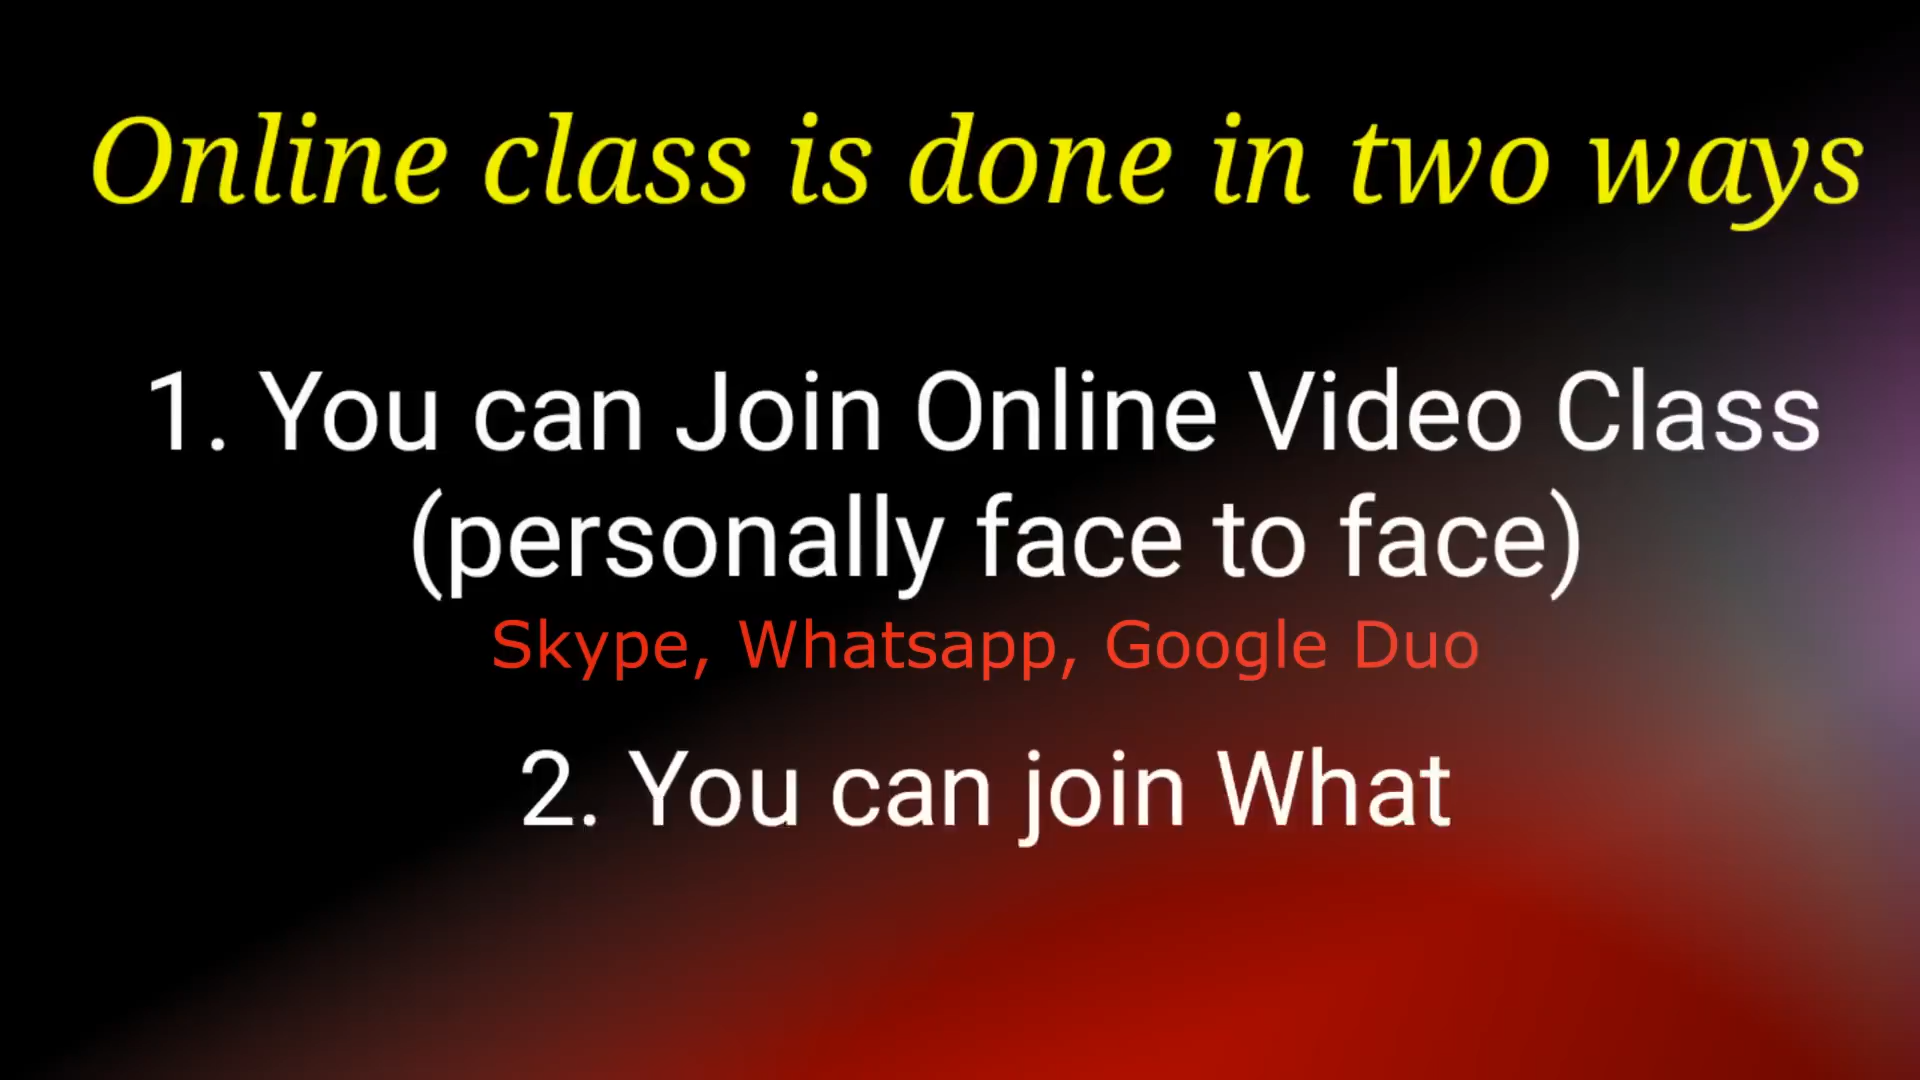 Online class is done in two ways
1. You can Join Online Video Class
(personally face to face)
Skype, Whatsapp, Google Duo
2. You can join What